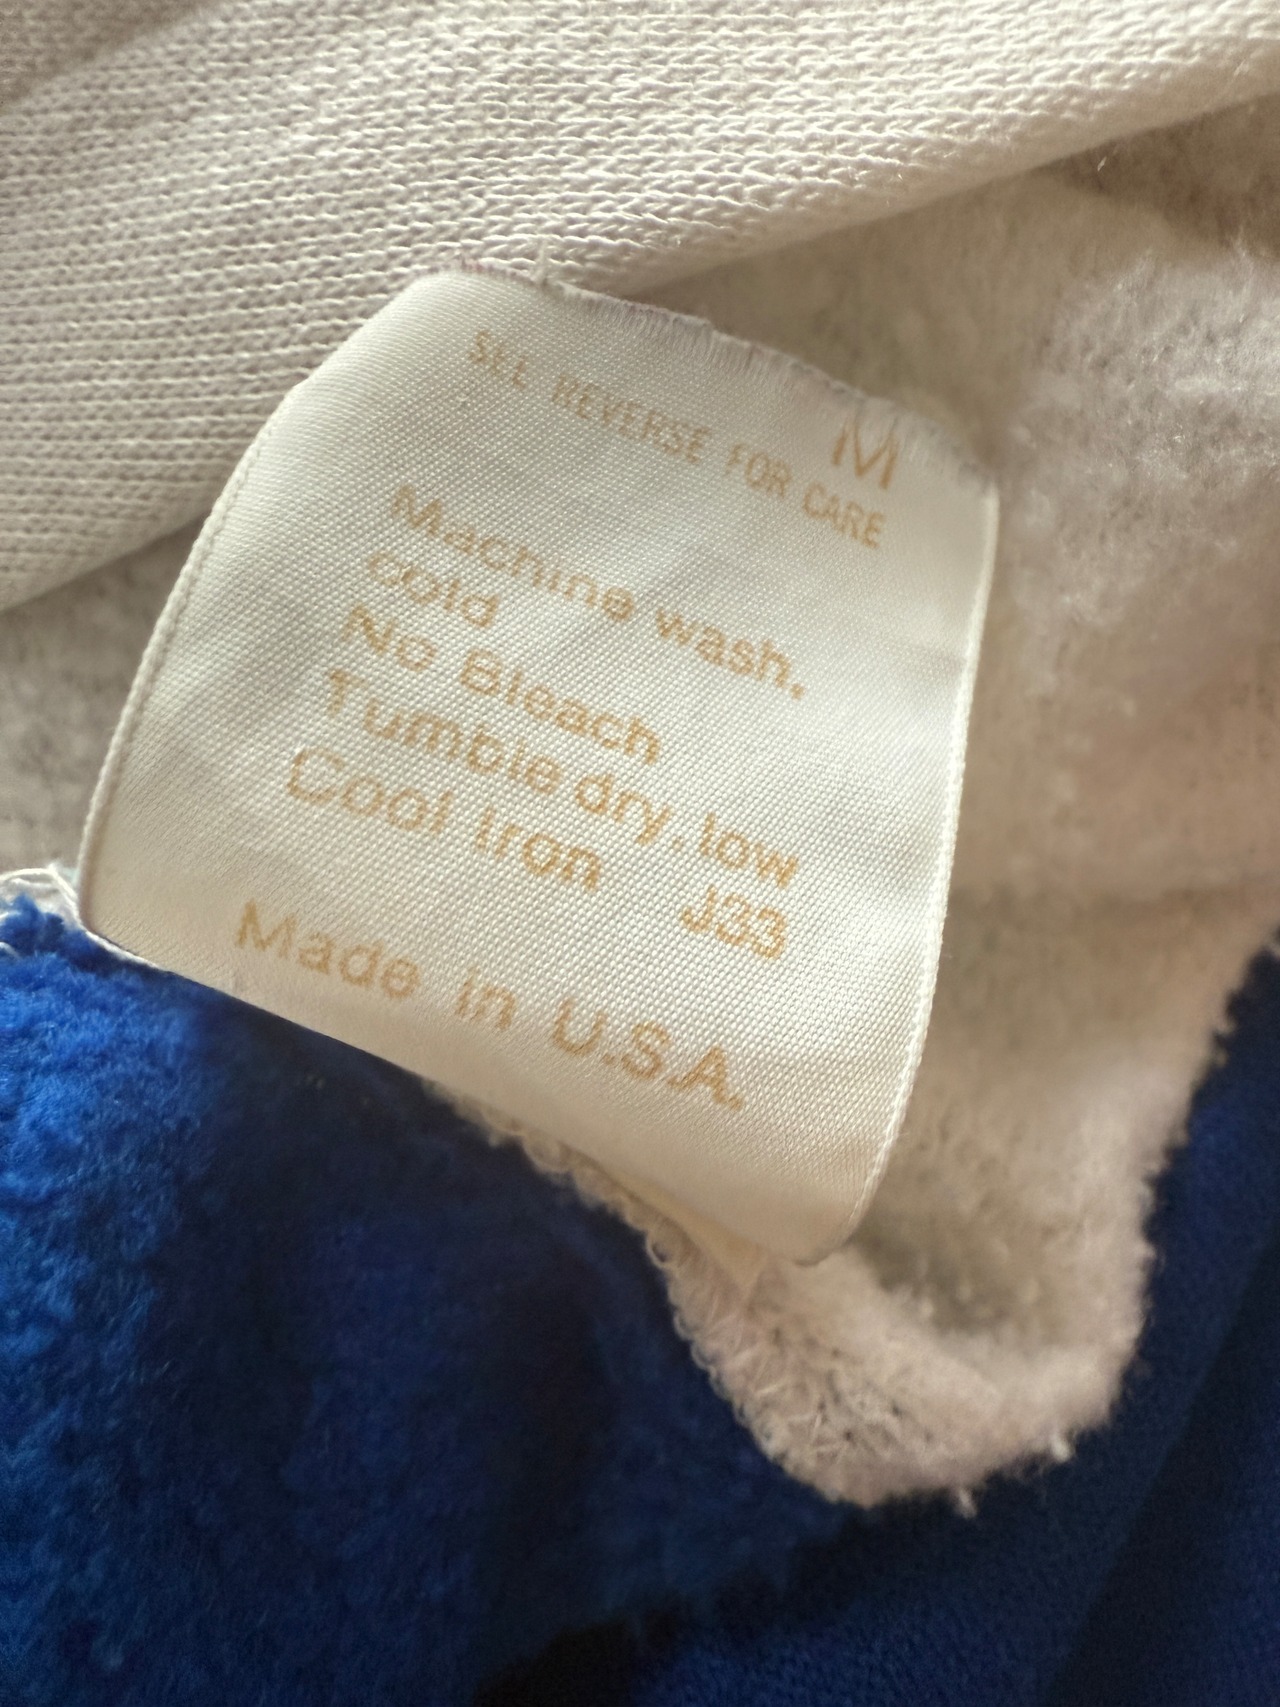 M
SEE REVERSE FOR CARE
Machine wash.
cold
No Bleach
Tumble dry. low
Cool Iron
J33
Made in U.S.A.